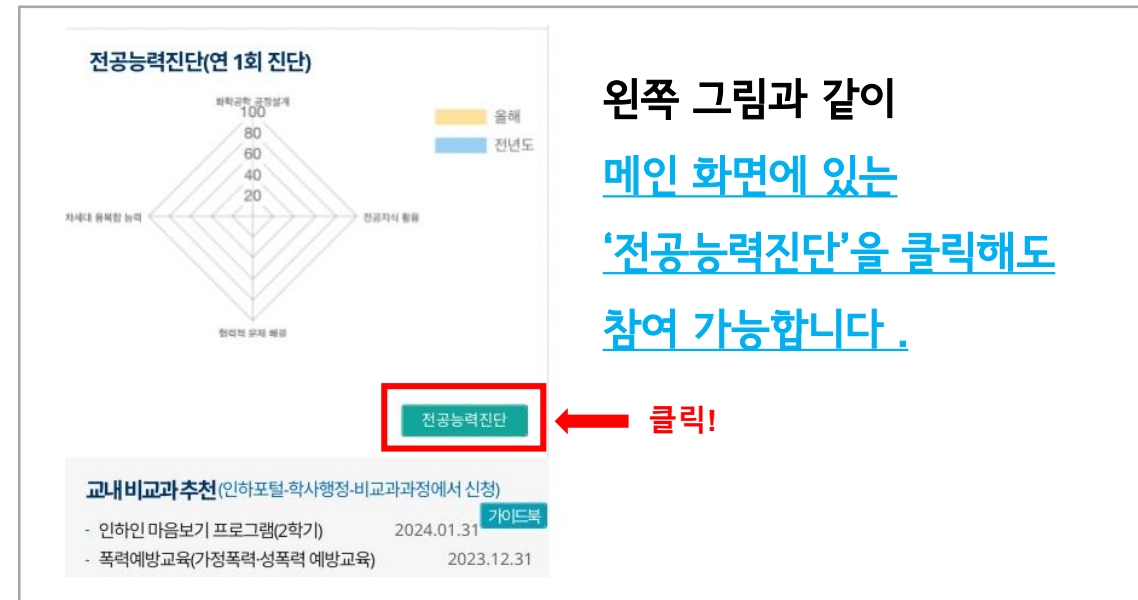 전공능력진단(연 1회 진단)
화학공학 공정설계
100
80
60
40
20
올해
전년도
차세대 융복합 능력
전공지식 활용
협력적 문제 해결
전공능력진단
왼쪽 그림과 같이
메인 화면에 있는
‘전공능력진단’을 클릭해도
참여 가능합니다 .
클릭!
교내 비교과 추천(인하포털-학사행정-비교과과정에서 신청)
가이드북
- 인하인 마음보기 프로그램(2학기) 2024.01.31
- 폭력예방교육(가정폭력·성폭력 예방교육) 2023.12.31